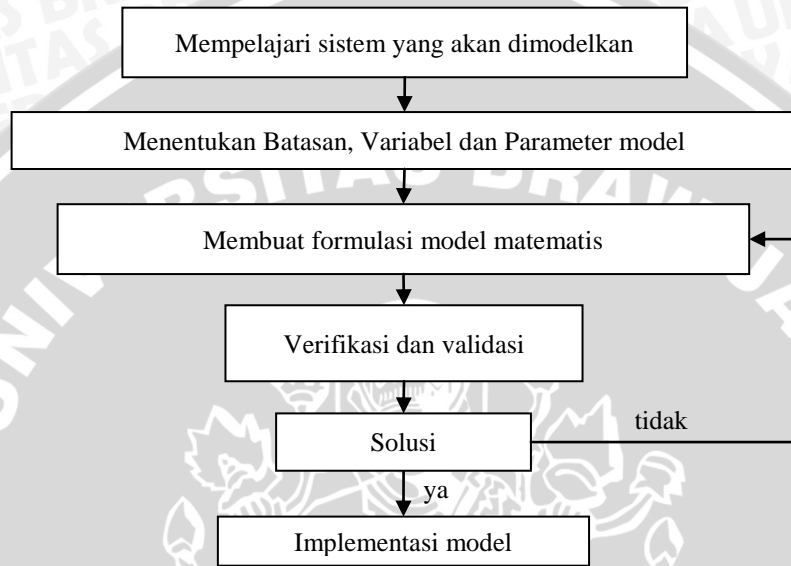 Mempelajari sistem yang akan dimodelkan
Menentukan Batasan, Variabel dan Parameter model
Membuat formulasi model matematis
Verifikasi dan validasi
tidak
Solusi
ya
Implementasi model